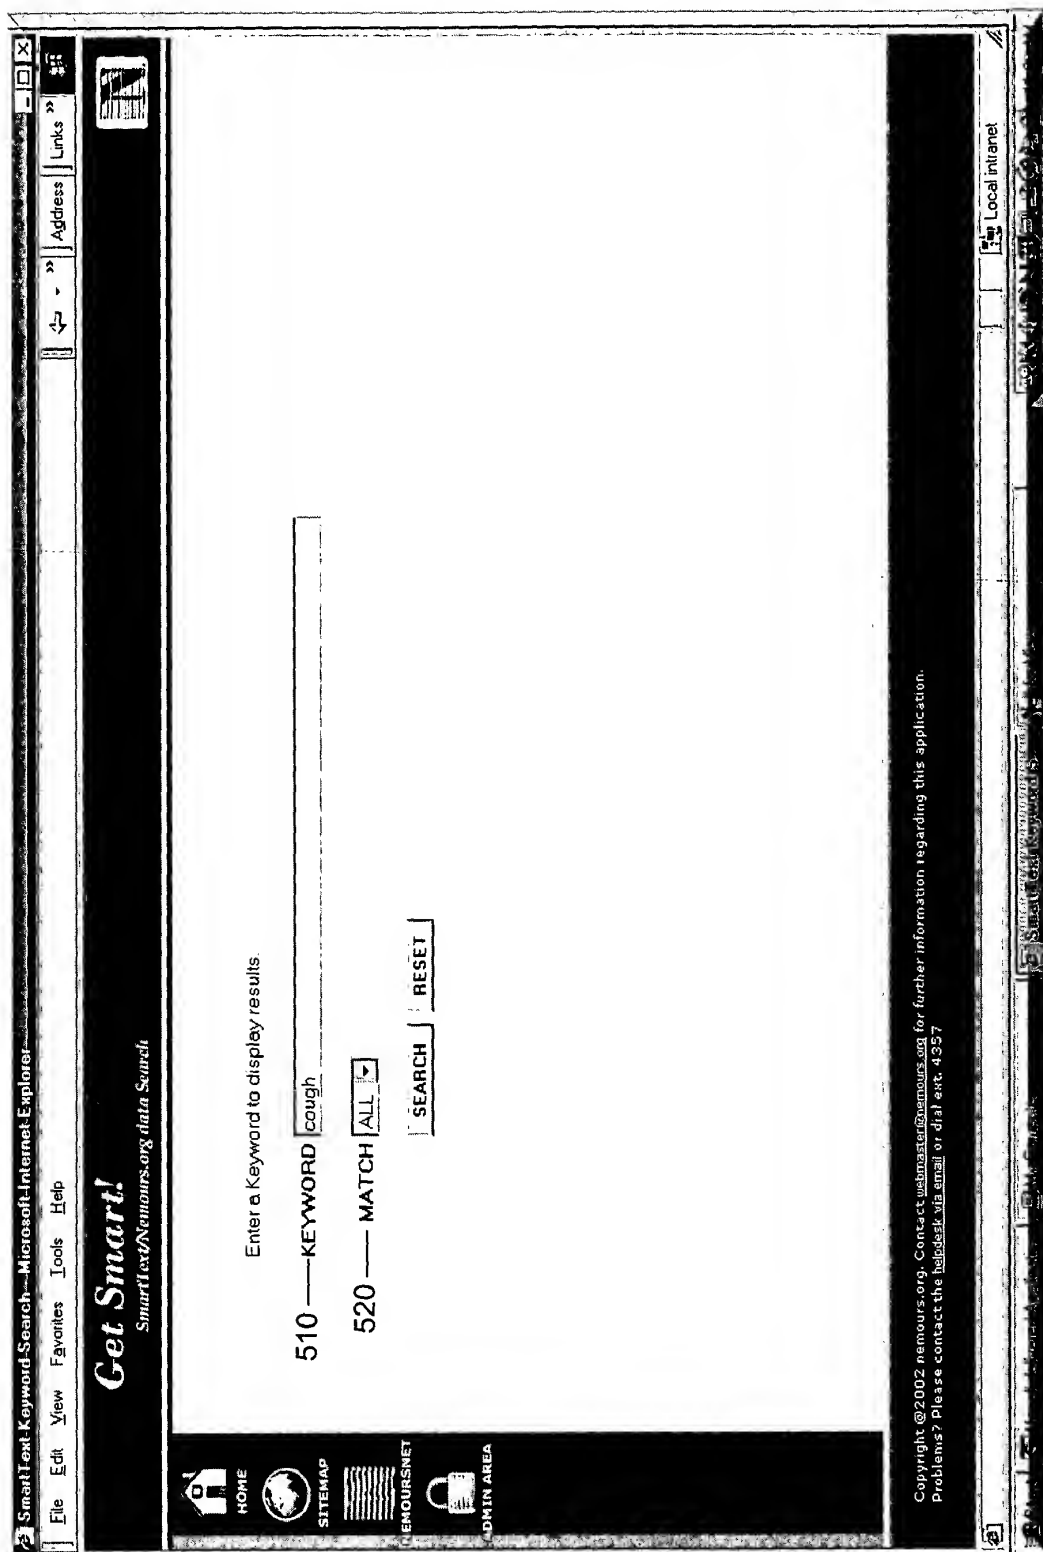 SmartText-Keyword-Search - Microsoft-Internet-Explorer
File Edit View Favorites Tools Help
Address Links
Get Smart!
SmartText/Nemours.org data Search
HOME
SITEMAP
EMOURSNET
DMIN AREA
Enter a Keyword to display results.
510 KEYWORD cough
520 MATCH ALL
SEARCH RESET
Copyright @2002 nemours.org. Contact webmaster@nemours.org for further information regarding this application.
Problems? Please contact the helpdesk via email or dial ext. 4357
Local intranet